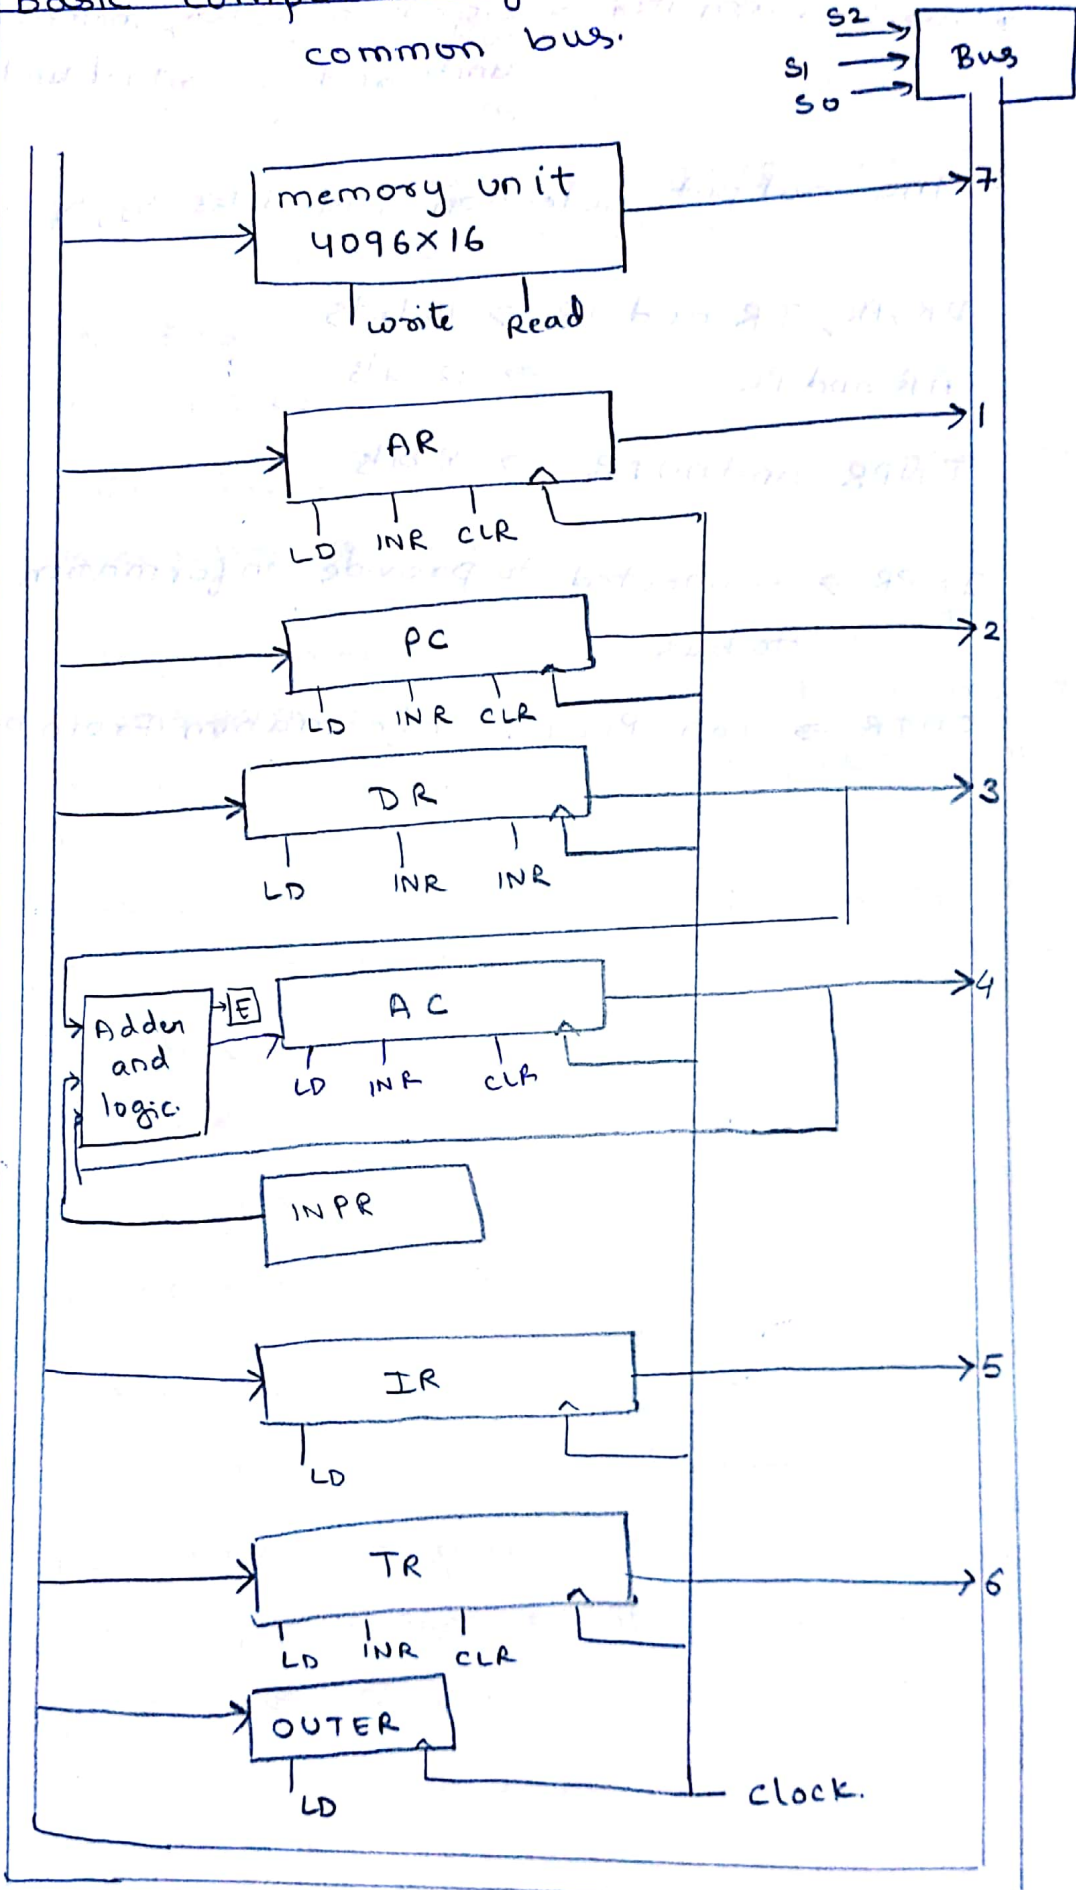 common bus.
S2
S1
S0
Bus
memory unit
4096X16
7
write Read
AR
1
LD INR CLR
PC
2
LD INR CLR
DR
3
LD INR INR
AC
4
E
Adder
and
logic.
LD INR CLR
INPR
IR
5
LD
TR
6
LD INR CLR
OUTER
LD
clock.